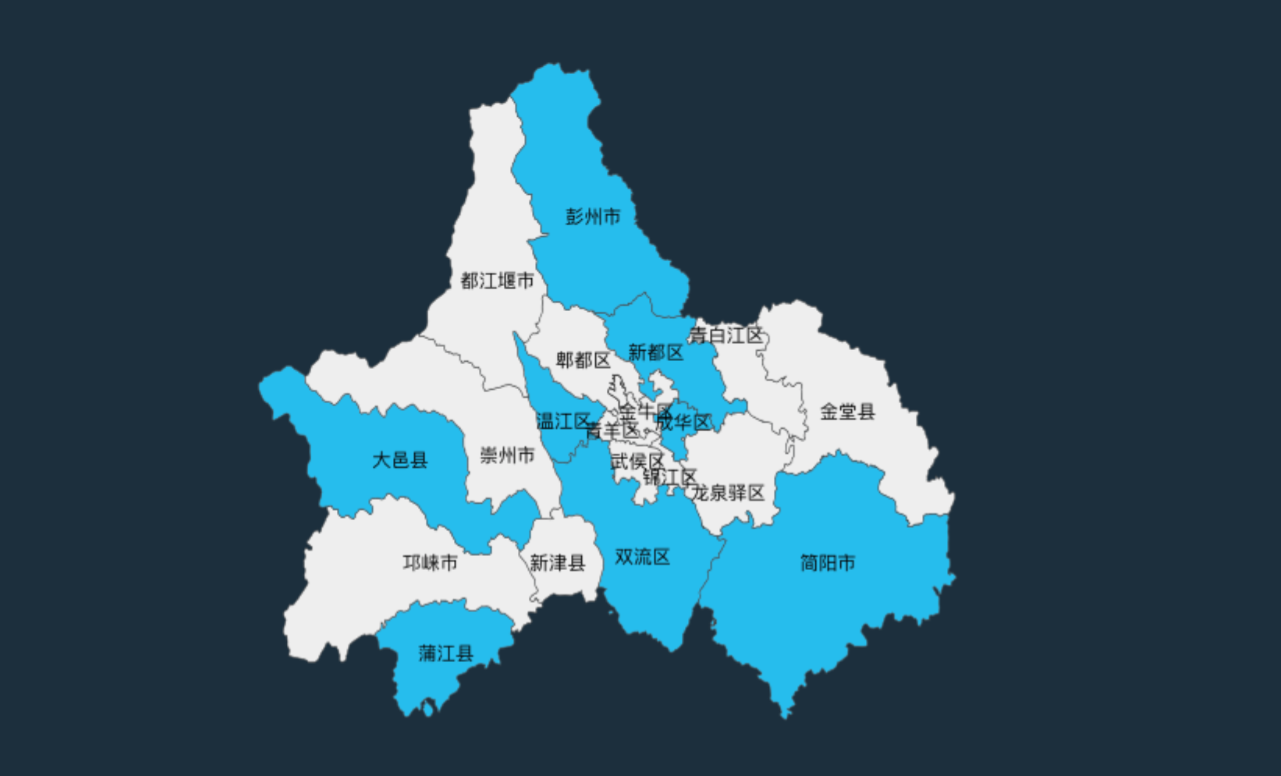 彭州市
都江堰市
青白江区
新都区
郫都区
金堂县
金牛区
温江区
成华区
青羊区
崇州市
大邑县
武侯区
锦江区
龙泉驿区
双流区
邛崃市
新津县
简阳市
蒲江县